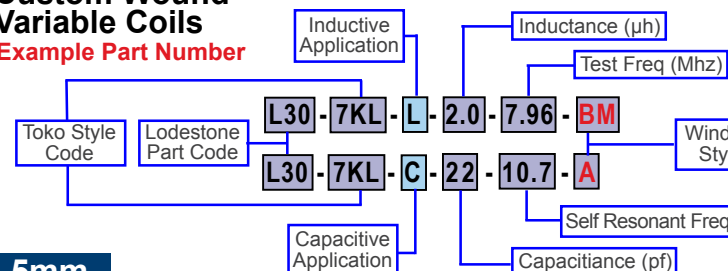 Variable Coils
Example Part Number
Inductive
Application
Inductance (µh)
Test Freq (Mhz)
L30 - 7KL - L - 2.0 - 7.96 - BM
Toko Style
Code
Lodestone
Part Code
L30 - 7KL - C - 22 - 10.7 - A
Self Resonant Freq
Capacitive
Application
Capacitiance (pf)
5mm